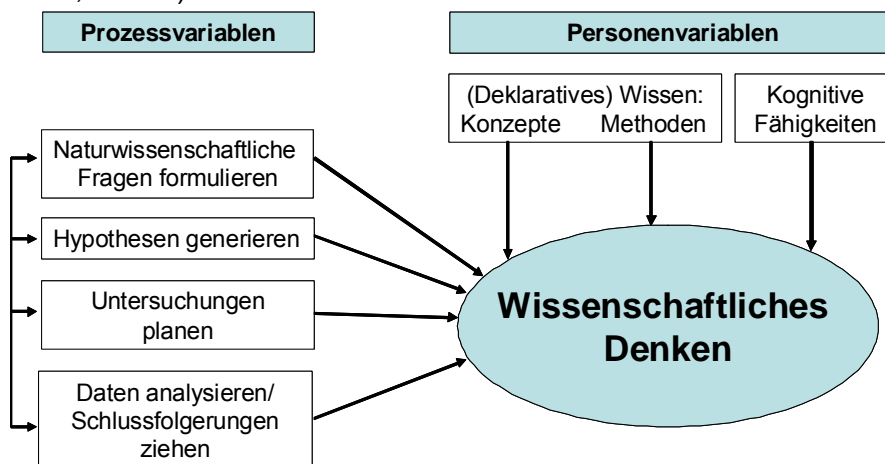 Prozessvariablen
Personenvariablen
(Deklaratives) Wissen:
Konzepte Methoden
Kognitive
Fähigkeiten
Naturwissenschaftliche
Fragen formulieren
Hypothesen generieren
Untersuchungen
planen
Daten analysieren/
Schlussfolgerungen
ziehen
Wissenschaftliches
Denken